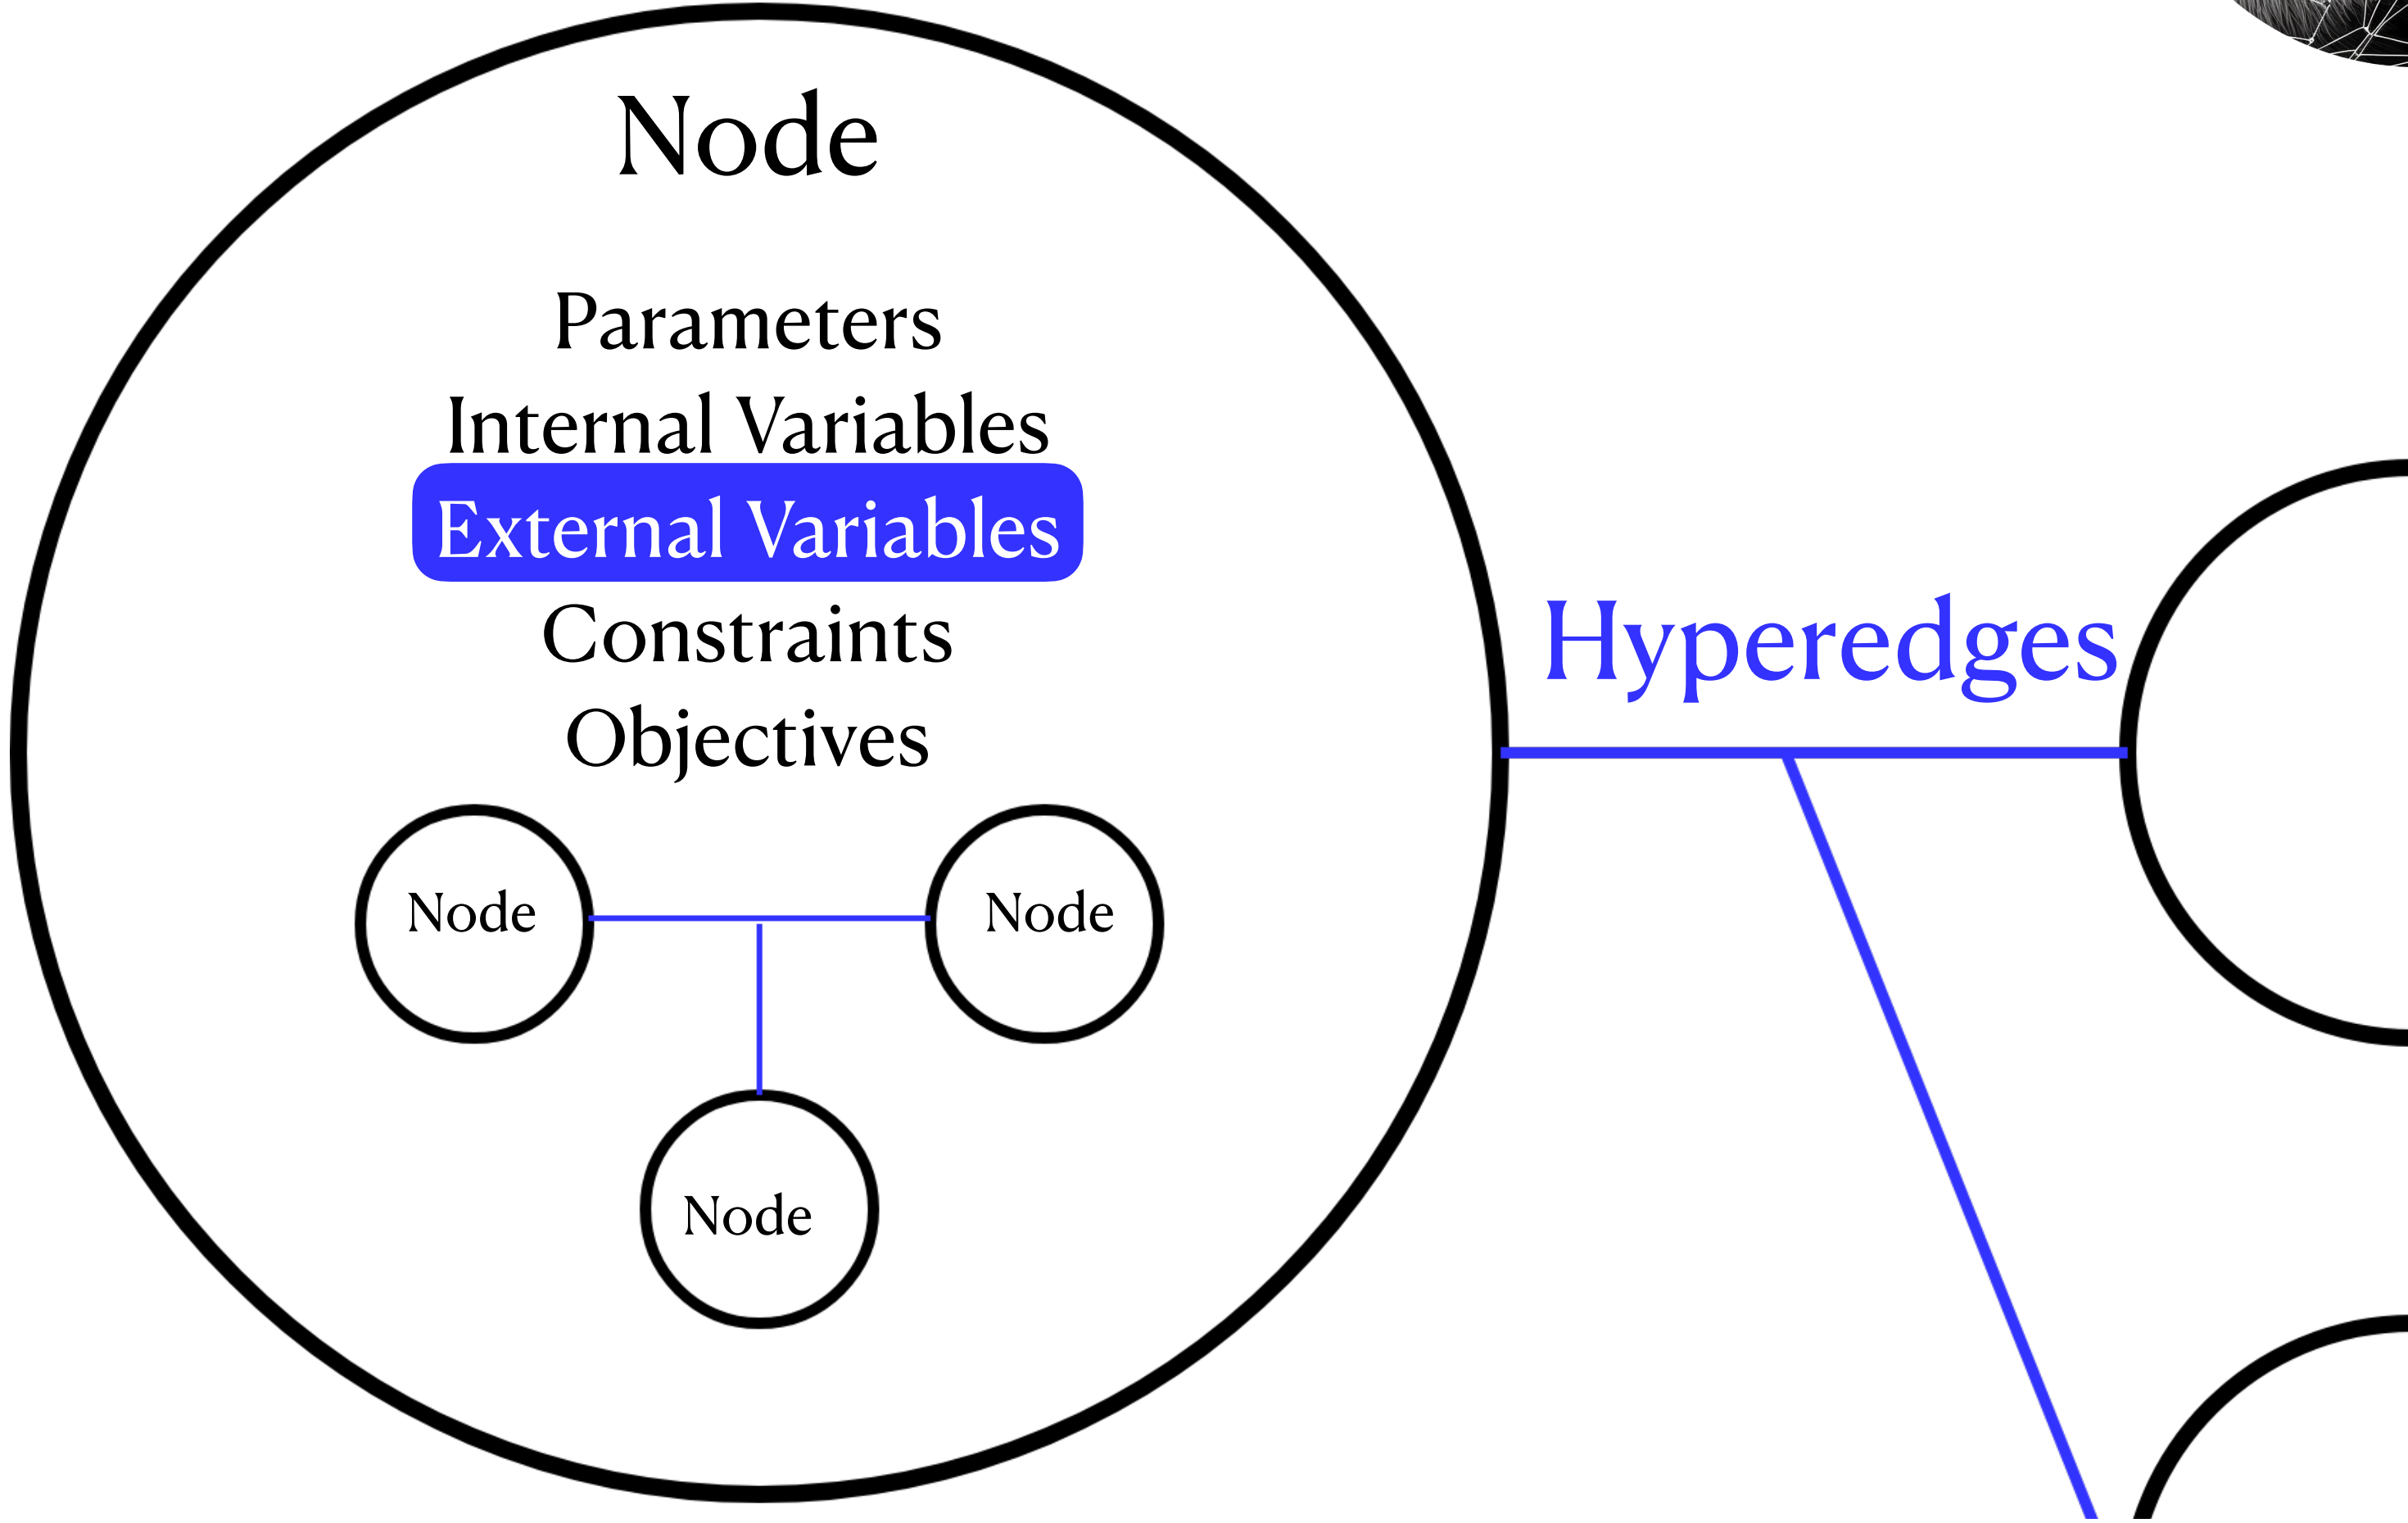 Node
Parameters
Internal Variables
External Variables
Constraints
Objectives
Hyperedges
Node
Node
Node